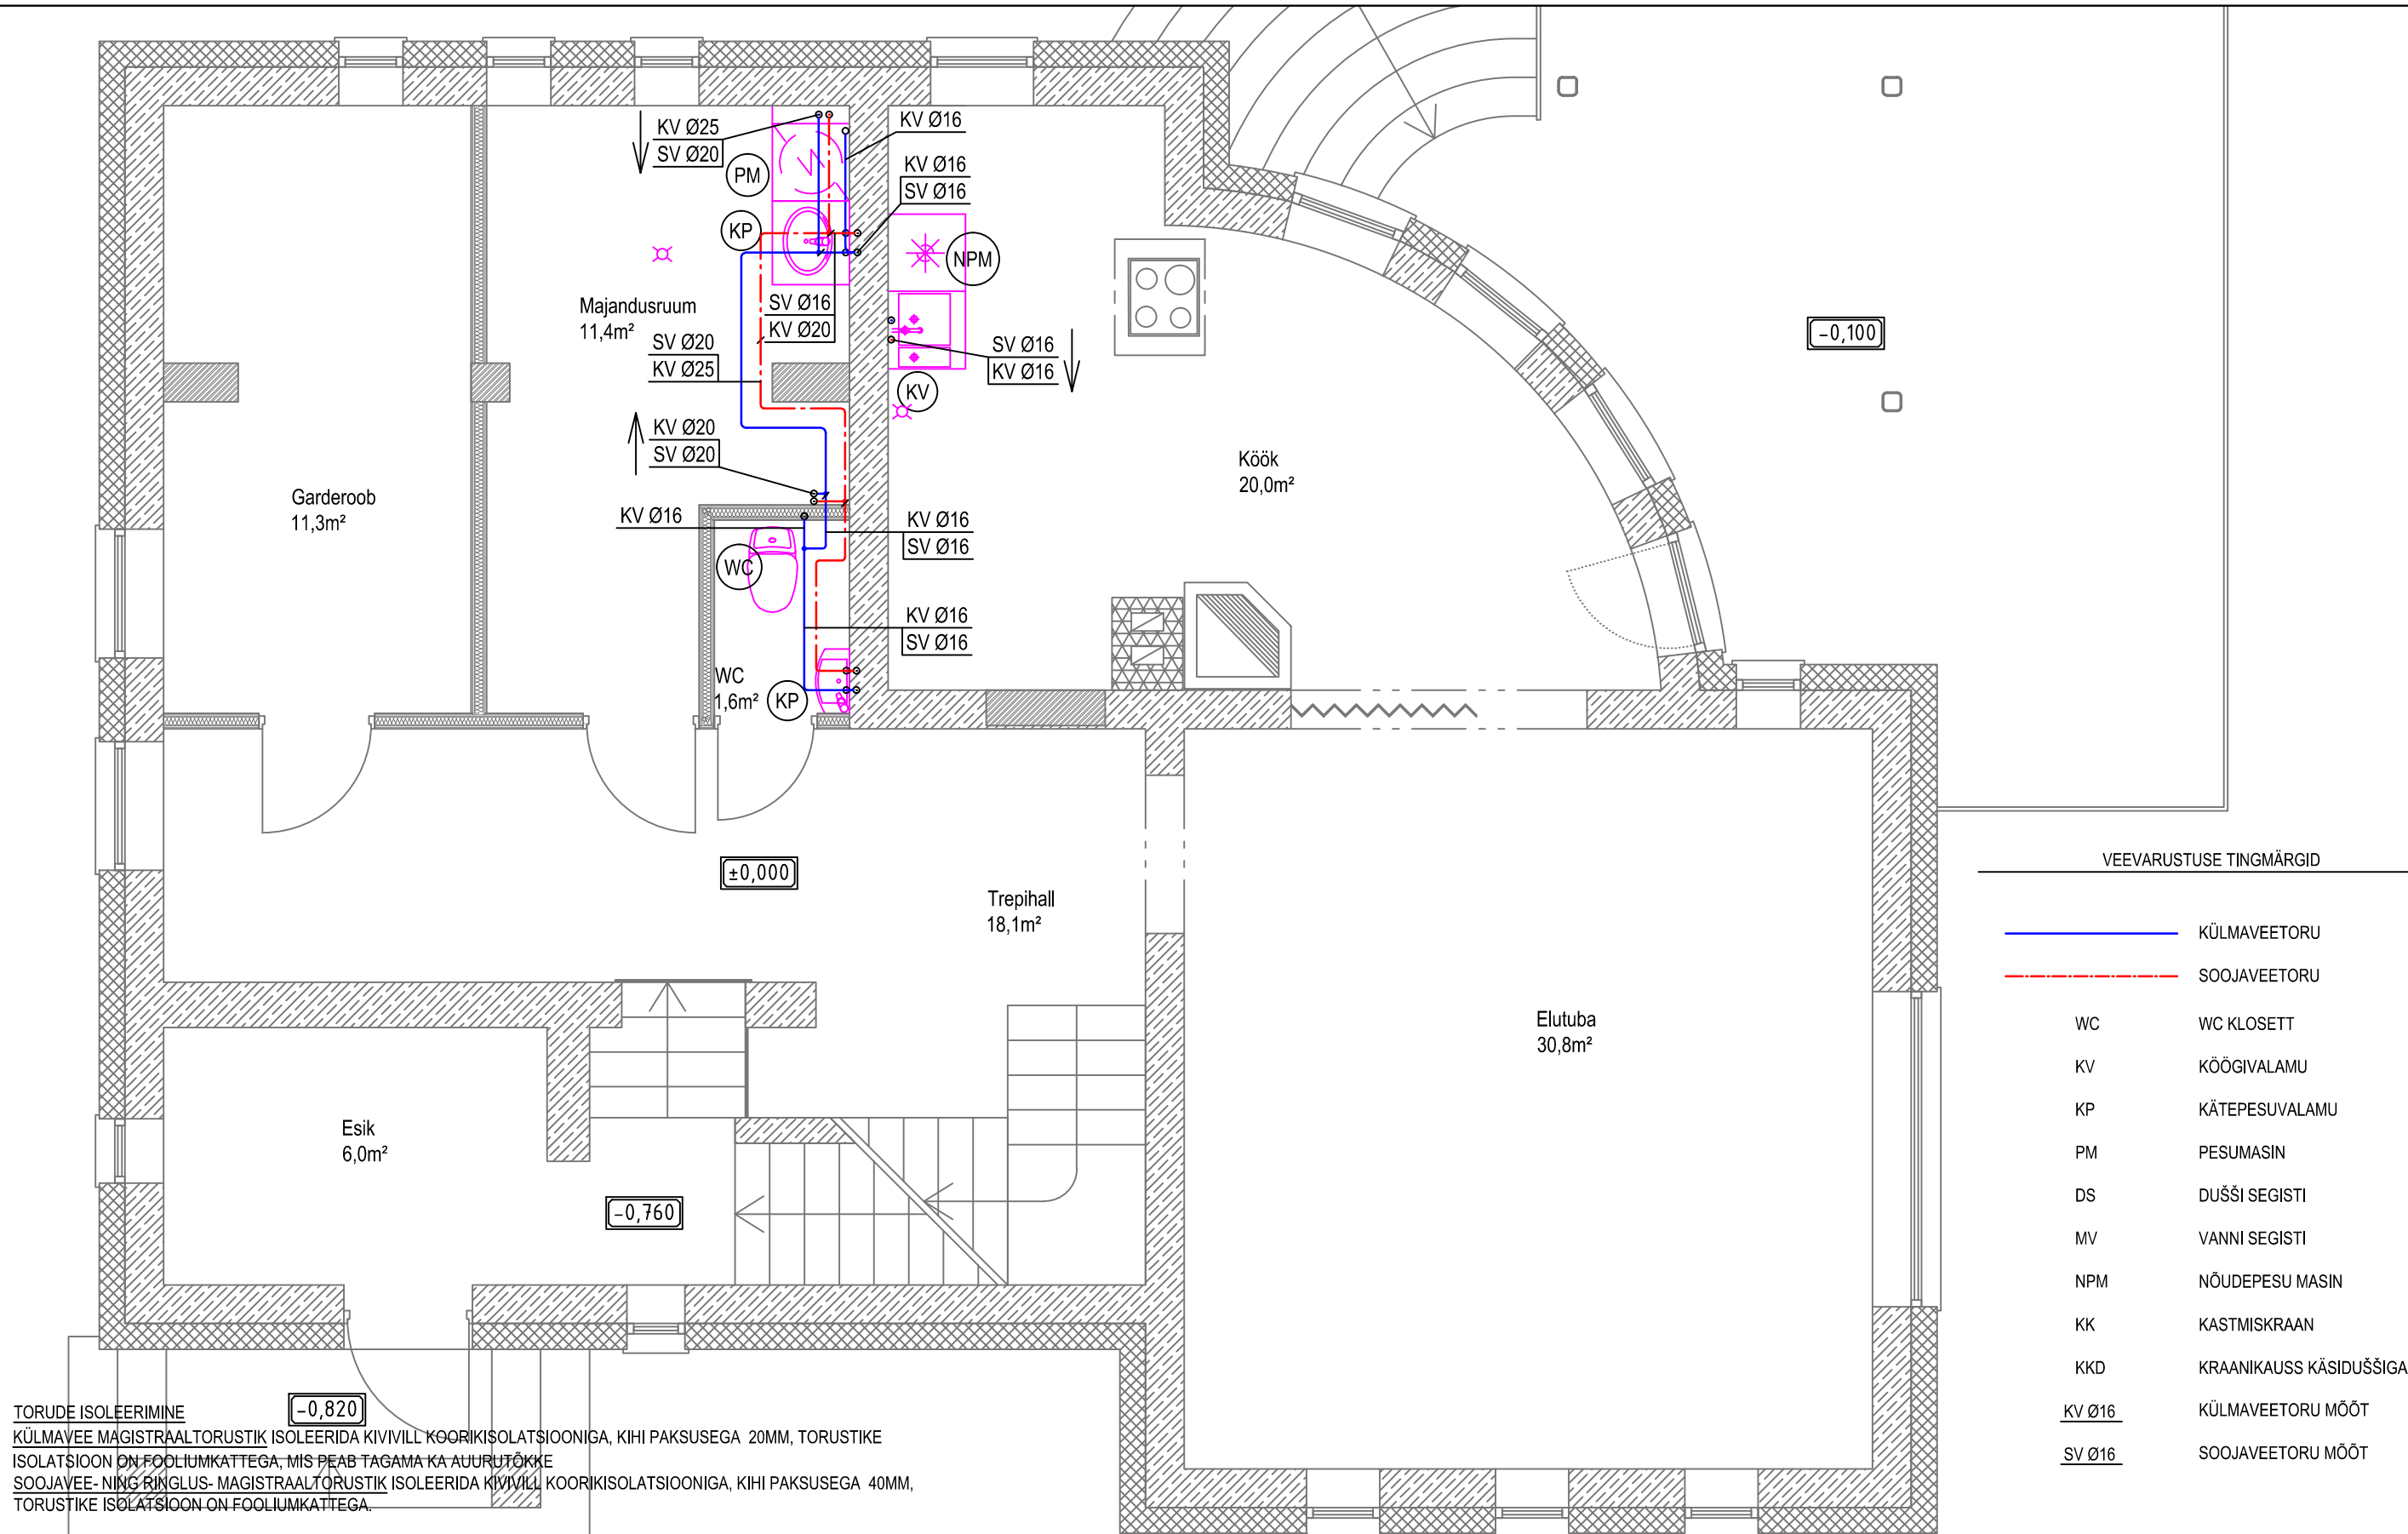 KV Ø25
SV Ø20
KV Ø16
PM
KV Ø16
SV Ø16
KP
NPM
Majandusruum
11,4m²
SV Ø16
KV Ø20
SV Ø20
KV Ø25
SV Ø16
KV Ø16
KV
-0,100
KV Ø20
SV Ø20
Köök
20,0m²
Garderoob
11,3m²
KV Ø16
KV Ø16
SV Ø16
WC
KV Ø16
SV Ø16
WC
1,6m²
KP
±0,000
Trepihall
18,1m²
Elutuba
30,8m²
Esik
6,0m²
-0,760
-0,820
VEEVARUSTUSE TINGMÄRGID
KÜLMAVEETORU
SOOJAVEETORU
WC WC KLOSETT
KV KÖÖGIVALAMU
KP KÄTEPESUVALAMU
PM PESUMASIN
DS DUŠŠI SEGISTI
MV VANNI SEGISTI
NPM NÕUDEPESU MASIN
KK KASTMISKRAAN
KKD KRAANIKAUSS KÄSIDUŠŠIGA
KV Ø16 KÜLMAVEETORU MÕÕT
SV Ø16 SOOJAVEETORU MÕÕT
TORUDE ISOLEERIMINE
KÜLMAVEE MAGISTRAALTORUSTIK ISOLEERIDA KIVIVILL KOORIKISOLATSIOONIGA, KIHI PAKSUSEGA 20MM, TORUSTIKE
ISOLATSIOON ON FOOLIUMKATTEGA, MIS PEAB TAGAMA KA AUURUTÕKKE
SOOJAVEE- NING RINGLUS- MAGISTRAALTORUSTIK ISOLEERIDA KIVIVILL KOORIKISOLATSIOONIGA, KIHI PAKSUSEGA 40MM,
TORUSTIKE ISOLATSIOON ON FOOLIUMKATTEGA.